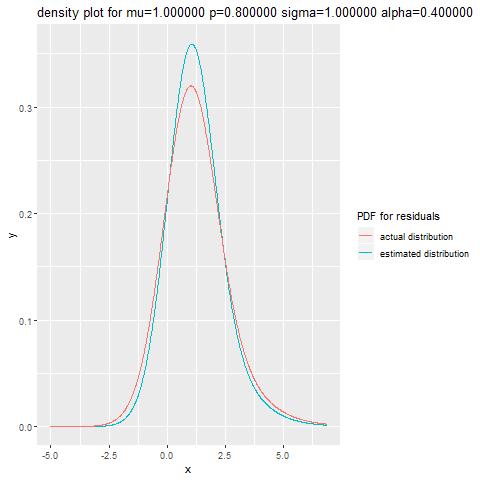 density plot for mu=1.000000 p=0.800000 sigma=1.000000 alpha=0.400000
0.3
0.2
0.1
0.0
y
-5.0
-2.5
0.0
2.5
5.0
x
PDF for residuals
actual distribution
estimated distribution